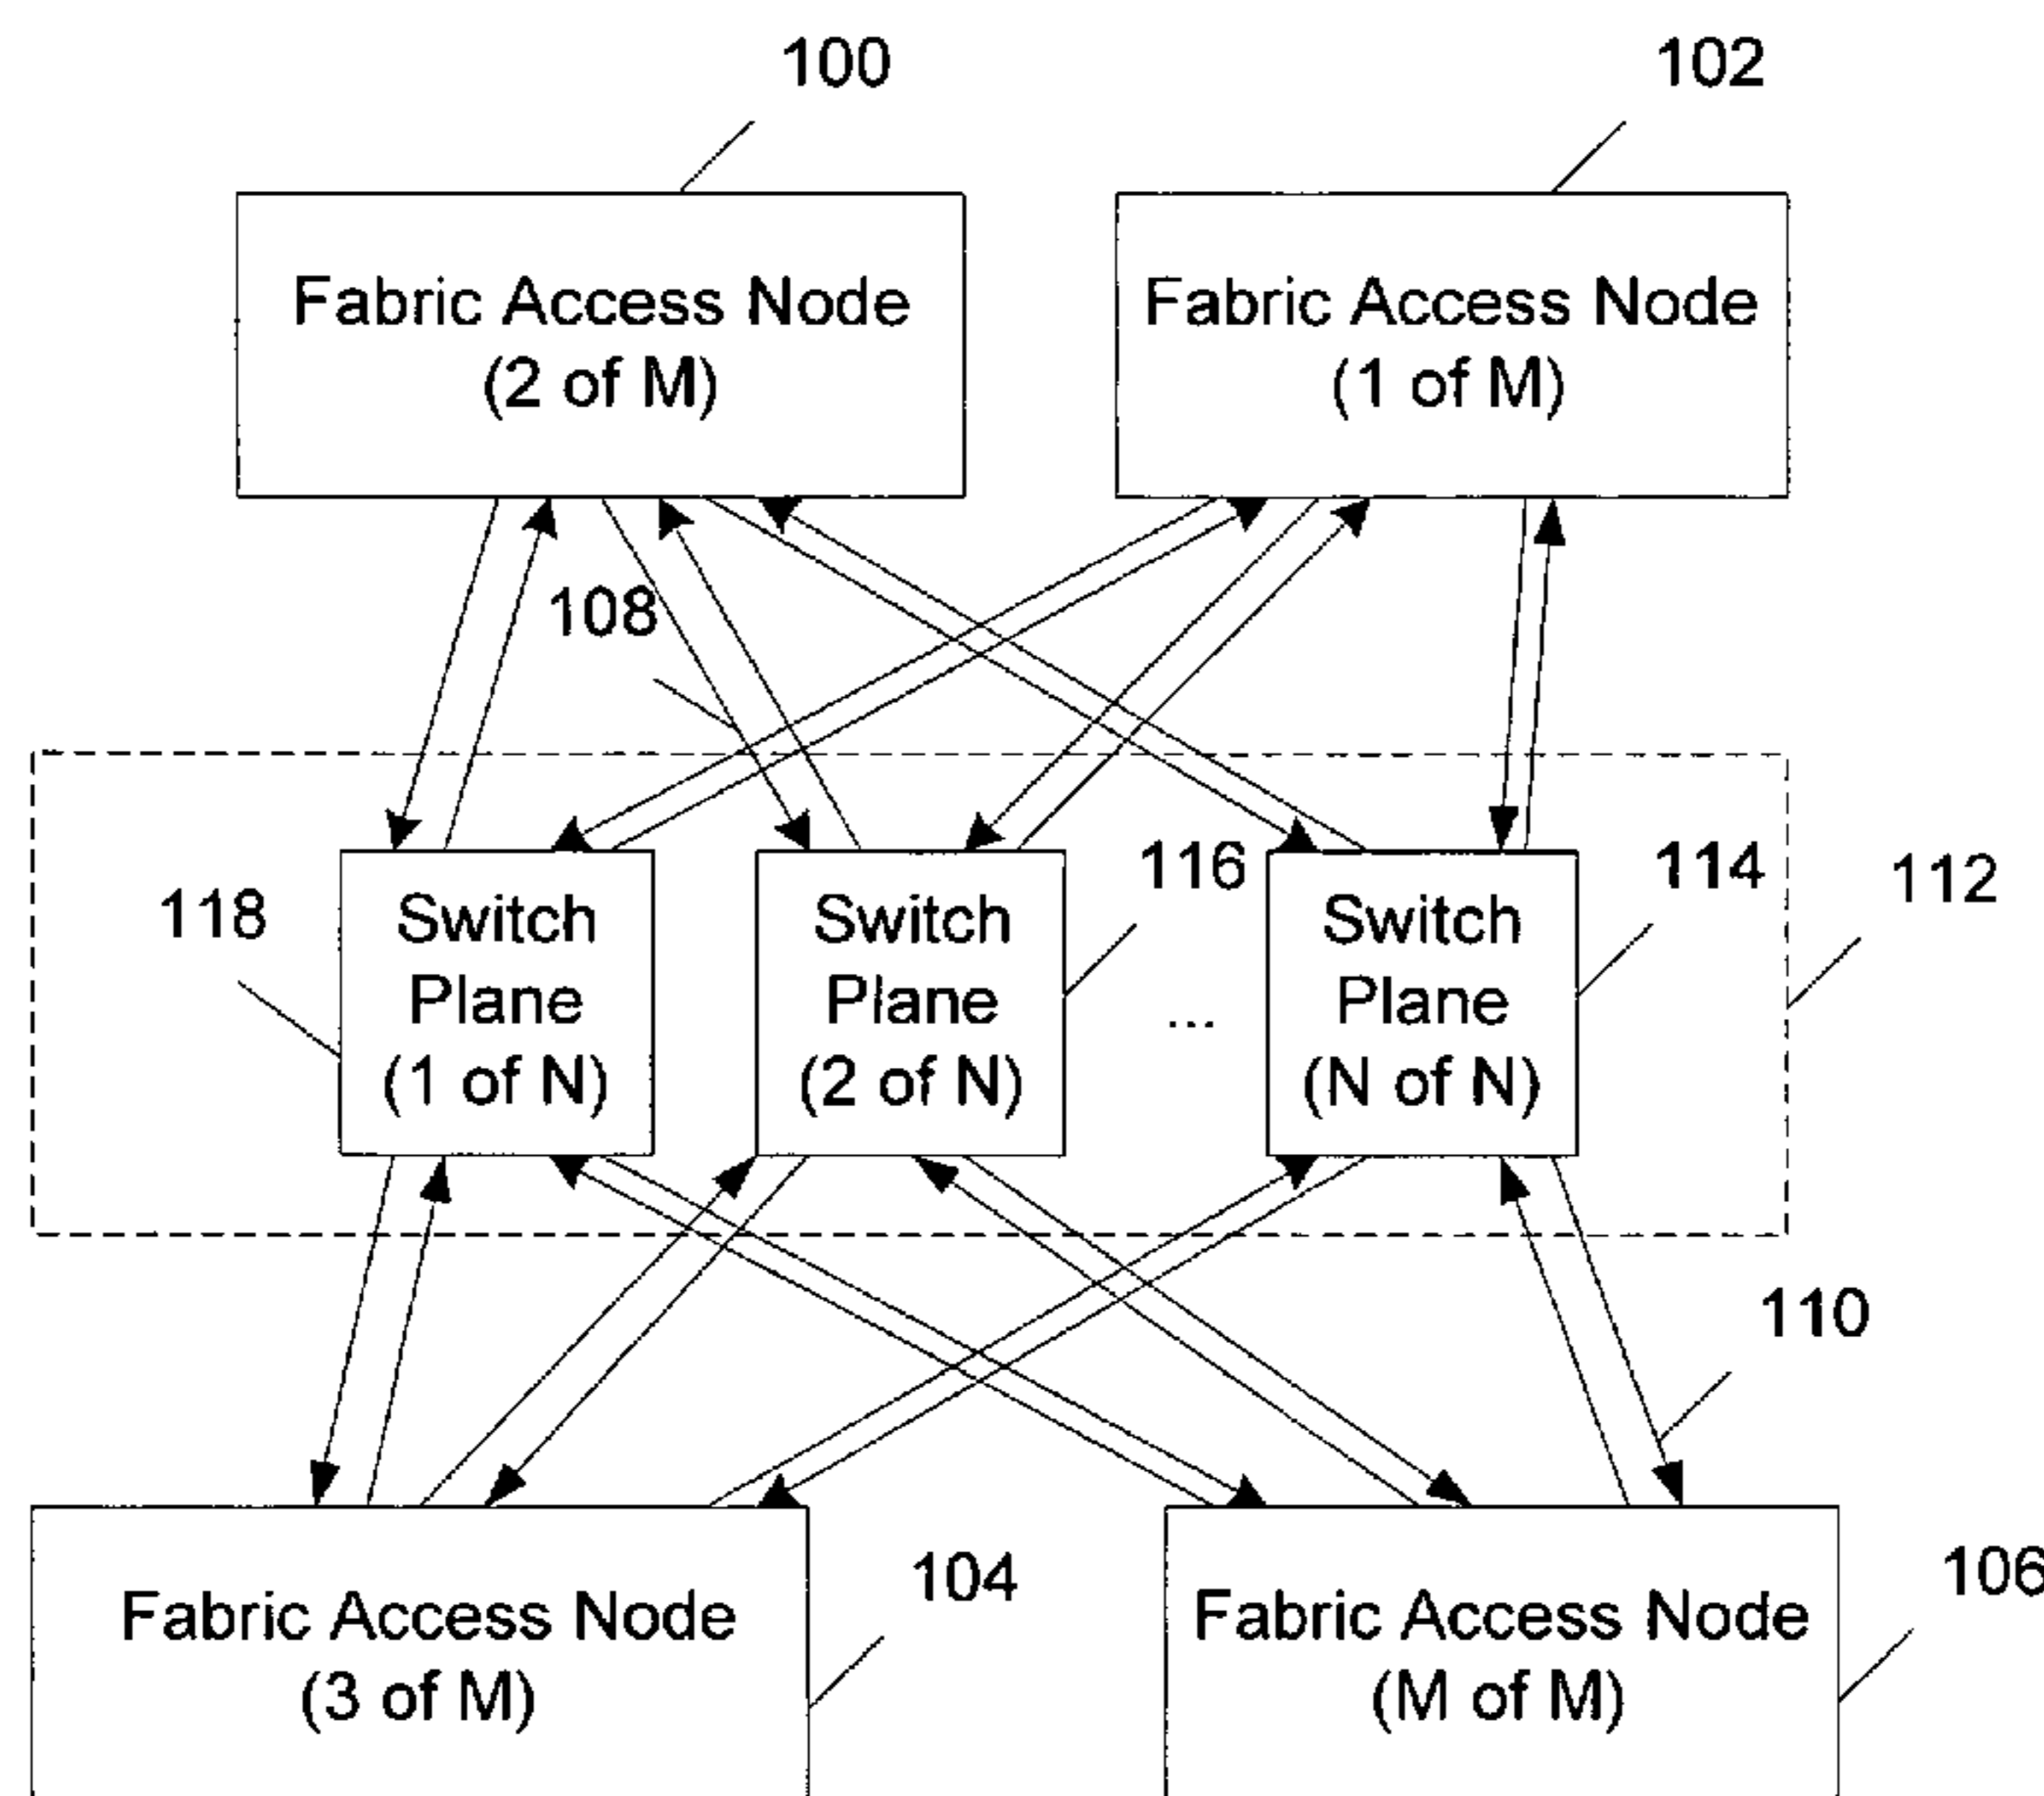 100
102
Fabric Access Node
(2 of M)
Fabric Access Node
(1 of M)
108
116
114
112
118
Switch
Plane
(1 of N)
Switch
Plane
(2 of N)
...
Switch
Plane
(N of N)
110
104
106
Fabric Access Node
(3 of M)
Fabric Access Node
(M of M)